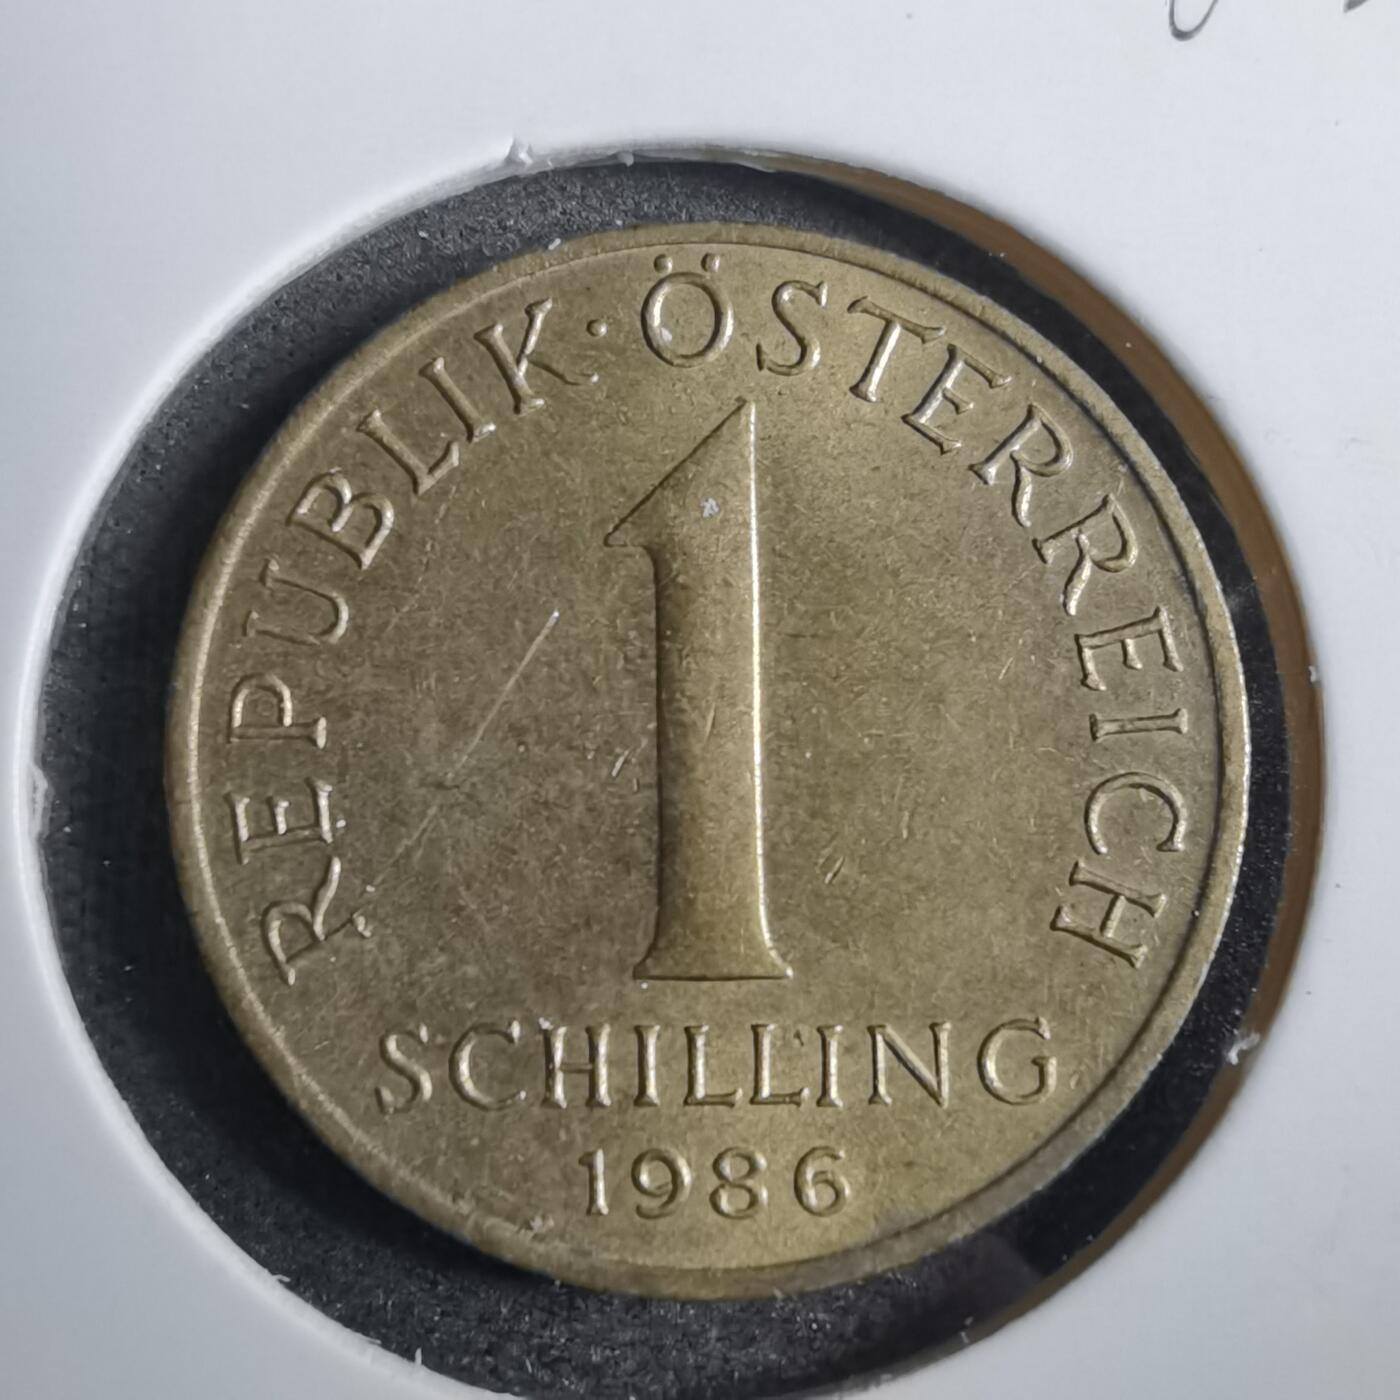 REPUBLIK · ÖSTERREICH
1
SCHILLING
1986